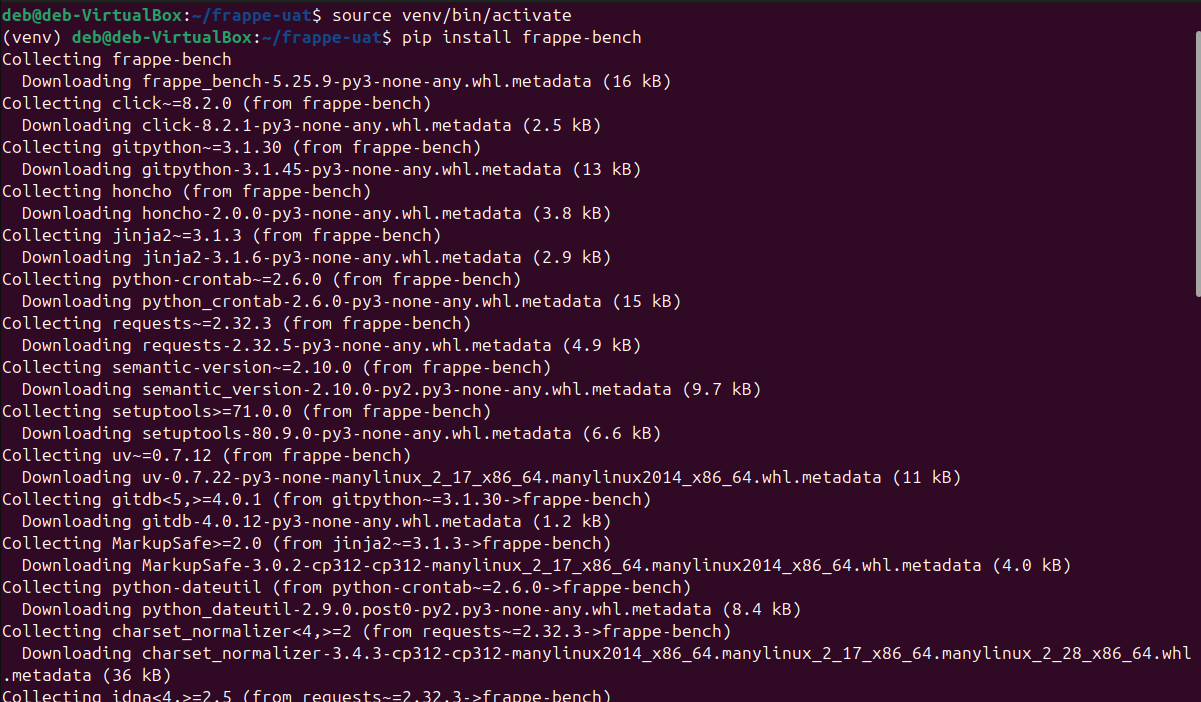 deb@deb-VirtualBox:~/frappe-uat$ source venv/bin/activate
(venv) deb@deb-VirtualBox:~/frappe-uat$ pip install frappe-bench
Collecting frappe-bench
  Downloading frappe_bench-5.25.9-py3-none-any.whl.metadata (16 kB)
Collecting click~=8.2.0 (from frappe-bench)
  Downloading click-8.2.1-py3-none-any.whl.metadata (2.5 kB)
Collecting gitpython~=3.1.30 (from frappe-bench)
  Downloading gitpython-3.1.45-py3-none-any.whl.metadata (13 kB)
Collecting honcho (from frappe-bench)
  Downloading honcho-2.0.0-py3-none-any.whl.metadata (3.8 kB)
Collecting jinja2~=3.1.3 (from frappe-bench)
  Downloading jinja2-3.1.6-py3-none-any.whl.metadata (2.9 kB)
Collecting python-crontab~=2.6.0 (from frappe-bench)
  Downloading python_crontab-2.6.0-py3-none-any.whl.metadata (15 kB)
Collecting requests~=2.32.3 (from frappe-bench)
  Downloading requests-2.32.5-py3-none-any.whl.metadata (4.9 kB)
Collecting semantic-version~=2.10.0 (from frappe-bench)
  Downloading semantic_version-2.10.0-py2.py3-none-any.whl.metadata (9.7 kB)
Collecting setuptools>=71.0.0 (from frappe-bench)
  Downloading setuptools-80.9.0-py3-none-any.whl.metadata (6.6 kB)
Collecting uv~=0.7.12 (from frappe-bench)
  Downloading uv-0.7.22-py3-none-manylinux_2_17_x86_64.manylinux2014_x86_64.whl.metadata (11 kB)
Collecting gitdb<5,>=4.0.1 (from gitpython~=3.1.30->frappe-bench)
  Downloading gitdb-4.0.12-py3-none-any.whl.metadata (1.2 kB)
Collecting MarkupSafe>=2.0 (from jinja2~=3.1.3->frappe-bench)
  Downloading MarkupSafe-3.0.2-cp312-cp312-manylinux_2_17_x86_64.manylinux2014_x86_64.whl.metadata (4.0 kB)
Collecting python-dateutil (from python-crontab~=2.6.0->frappe-bench)
  Downloading python_dateutil-2.9.0.post0-py2.py3-none-any.whl.metadata (8.4 kB)
Collecting charset_normalizer<4,>=2 (from requests~=2.32.3->frappe-bench)
  Downloading charset_normalizer-3.4.3-cp312-cp312-manylinux2014_x86_64.manylinux_2_17_x86_64.manylinux_2_28_x86_64.whl
.metadata (36 kB)
Collecting idna<4,>=2.5 (from requests~=2.32.3->frappe-bench)